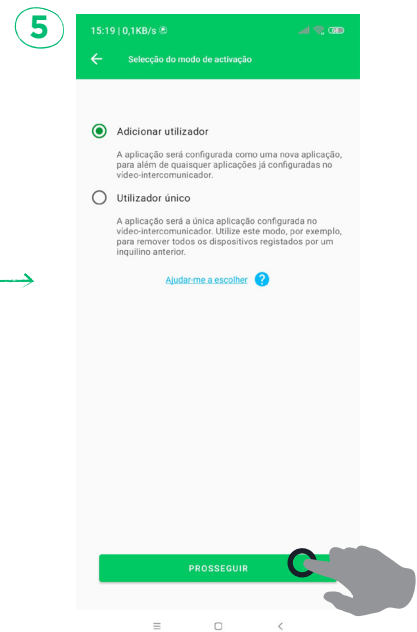 5
15:19 | 0,1KB/s
Selecção do modo de activação
Adicionar utilizador
A aplicação será configurada como uma nova aplicação,
para além de quaisquer aplicações já configuradas no
vídeo-intercomunicador.
Utilizador único
A aplicação será a única aplicação configurada no
vídeo-intercomunicador. Utilize este modo, por exemplo,
para remover todos os dispositivos registados por um
inquilino anterior.
Ajudar-me a escolher ?
PROSSEGUIR